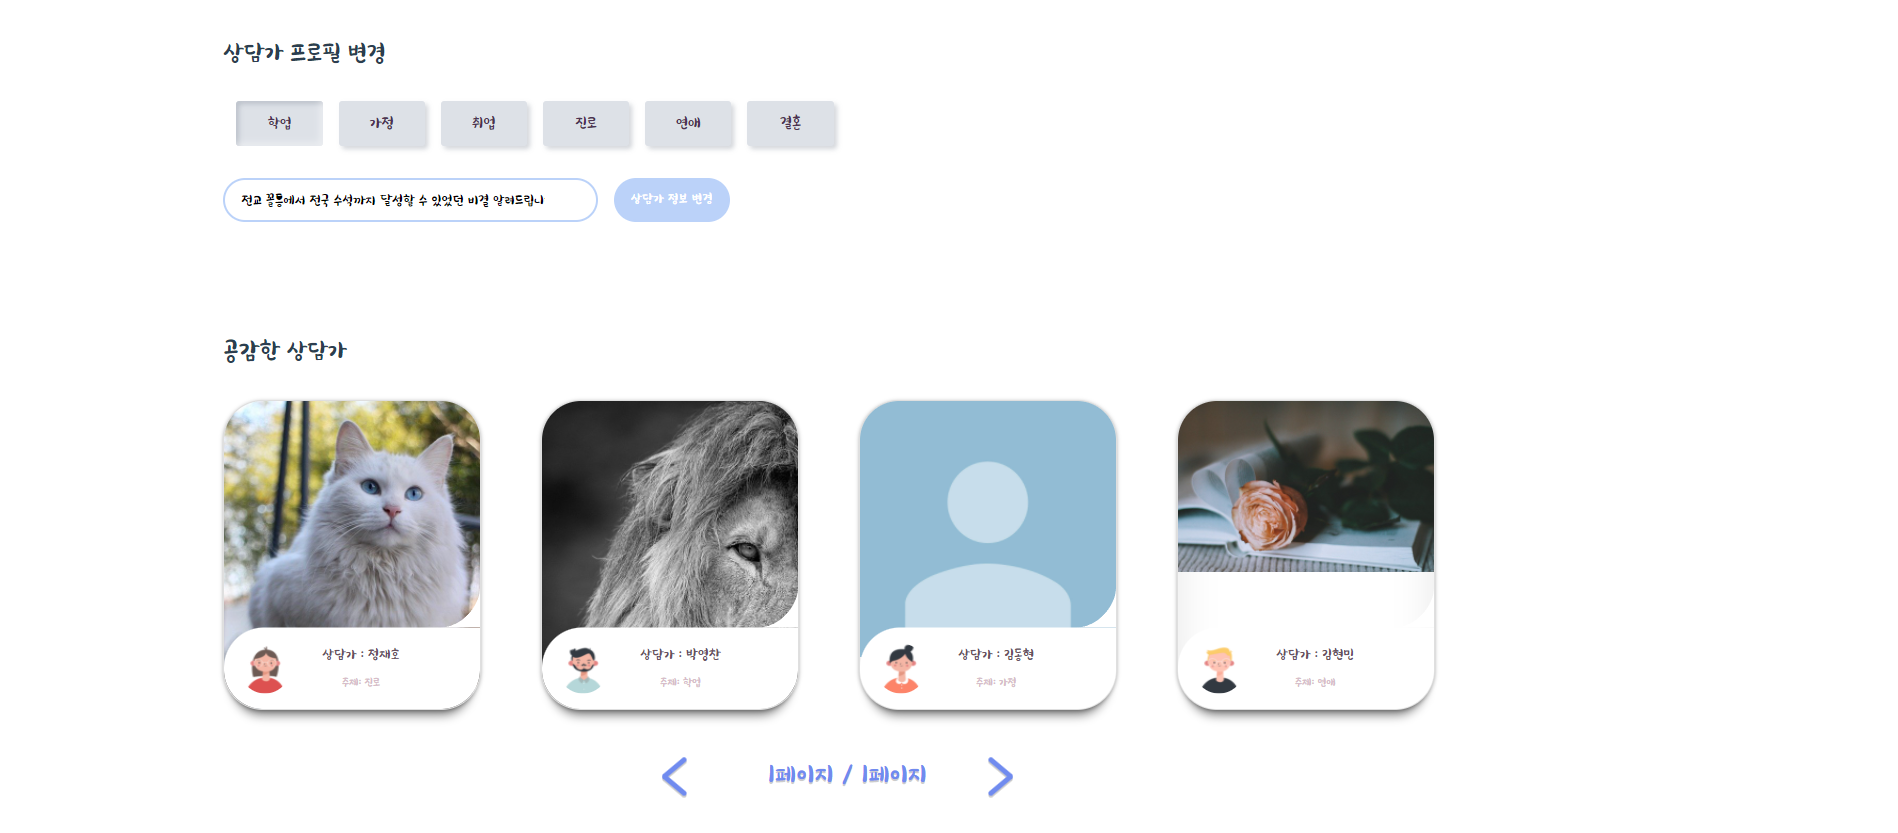 상담가 프로필 변경
학업 가정 취업 진로 연애 결혼
전교 꼴통에서 전국 수석까지 달성할 수 있었던 비결 알려드립니
상담가 정보 변경
공감한 상담가
상담가 : 정재호
주제: 진로
상담가 : 박영찬
주제: 학업
상담가 : 김동현
주제: 가정
상담가 : 김현민
주제: 연애
1페이지 / 1페이지